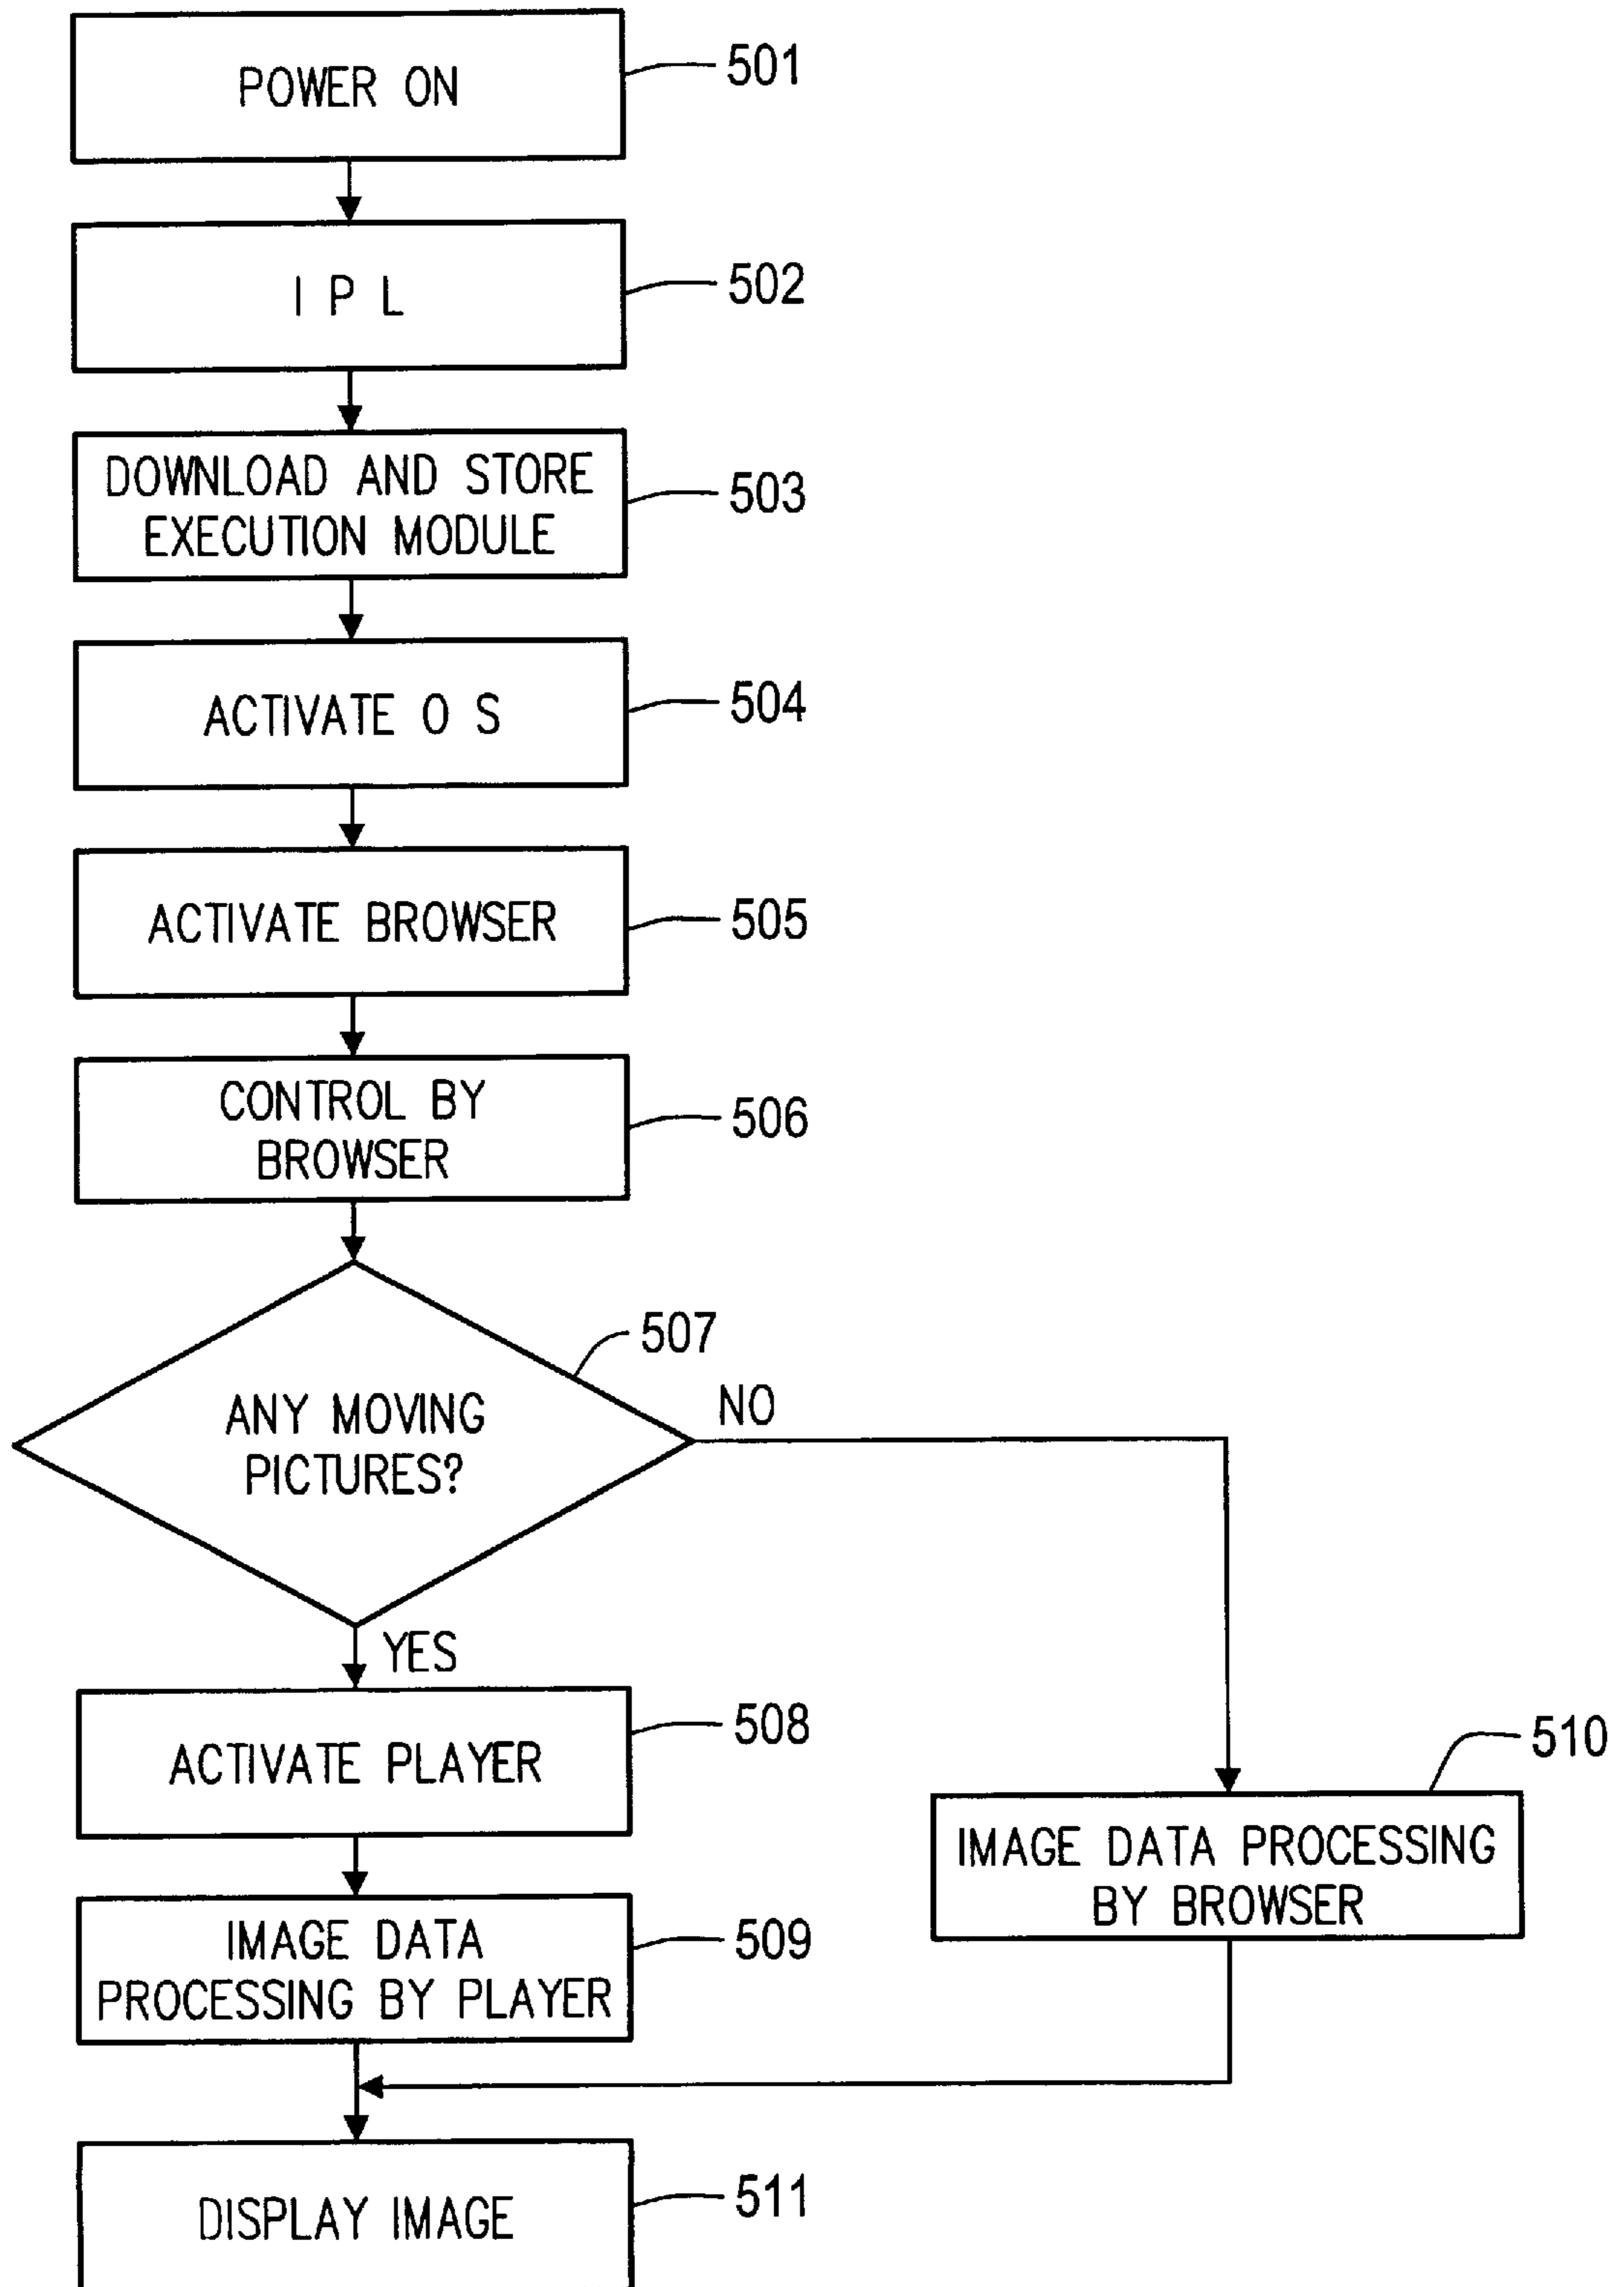 POWER ON
501
I P L
502
DOWNLOAD AND STORE
EXECUTION MODULE
503
ACTIVATE O S
504
ACTIVATE BROWSER
505
CONTROL BY
BROWSER
506
507
ANY MOVING
PICTURES?
NO
YES
ACTIVATE PLAYER
508
510
IMAGE DATA PROCESSING
BY BROWSER
IMAGE DATA
PROCESSING BY PLAYER
509
DISPLAY IMAGE
511